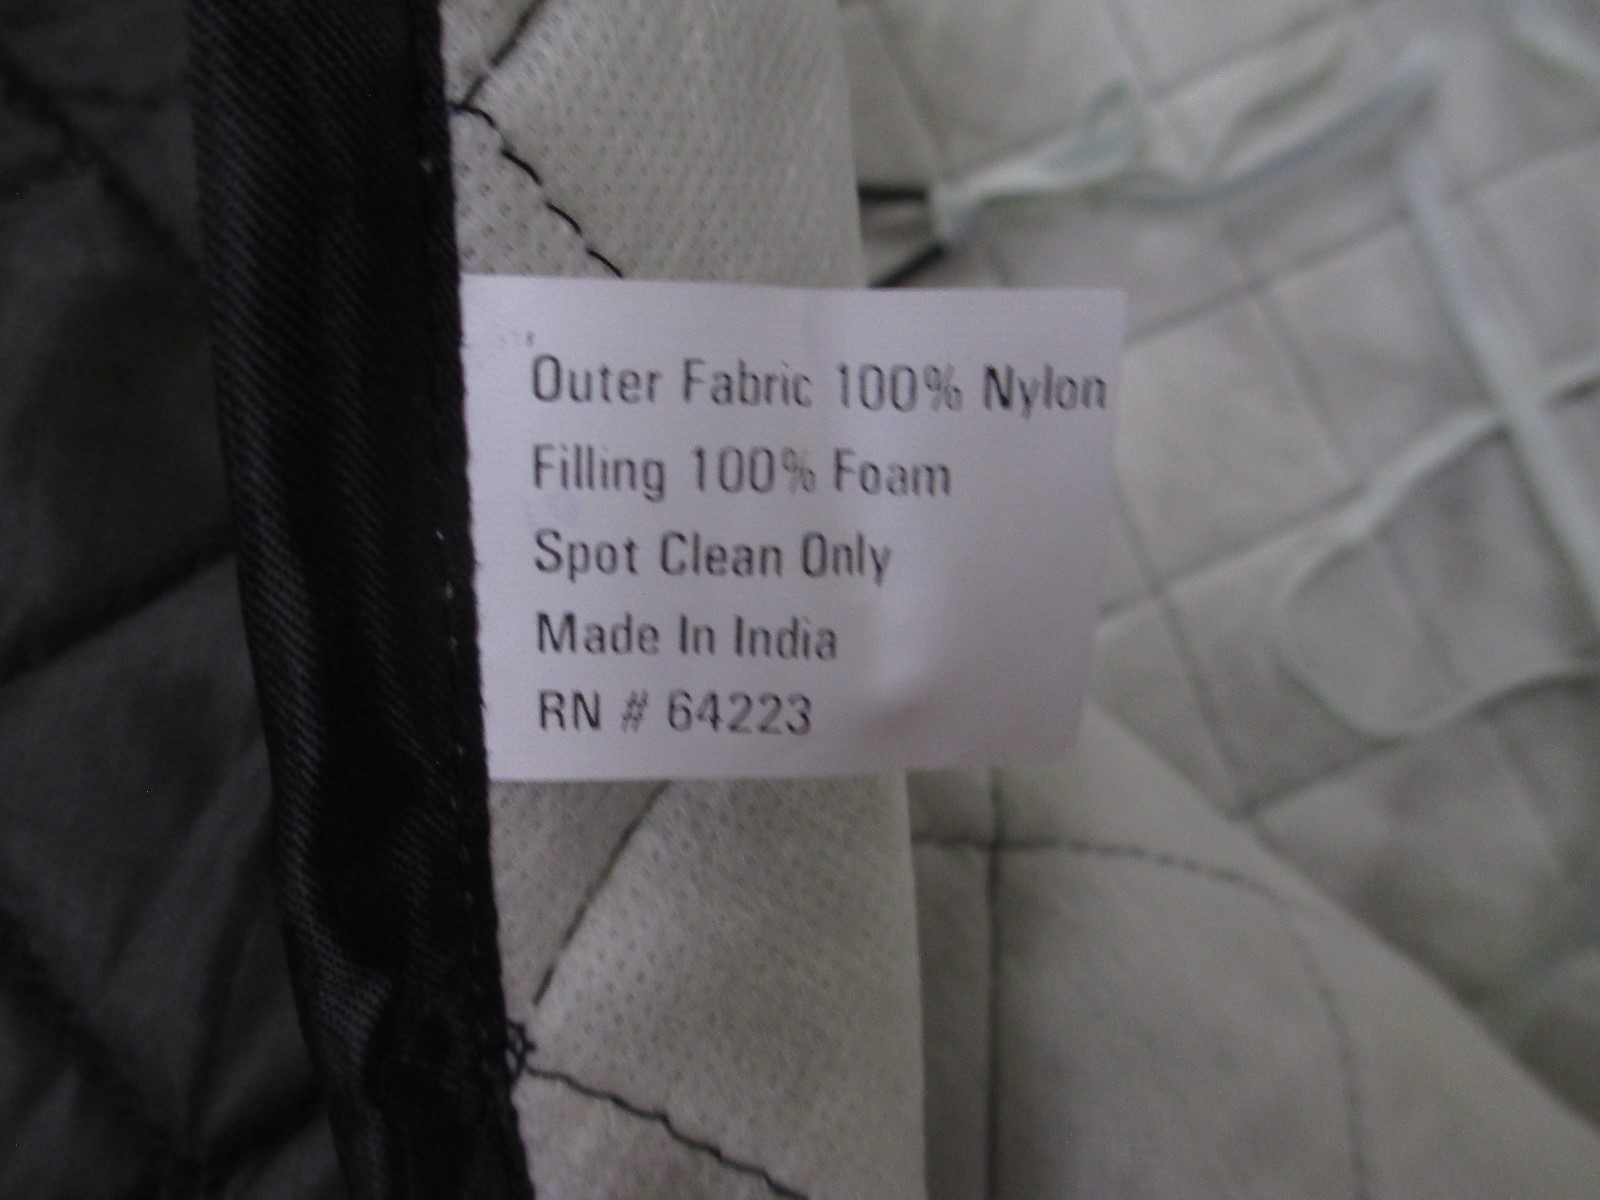 Outer Fabric 100% Nylon
Filling 100% Foam
Spot Clean Only
Made In India
RN # 64223